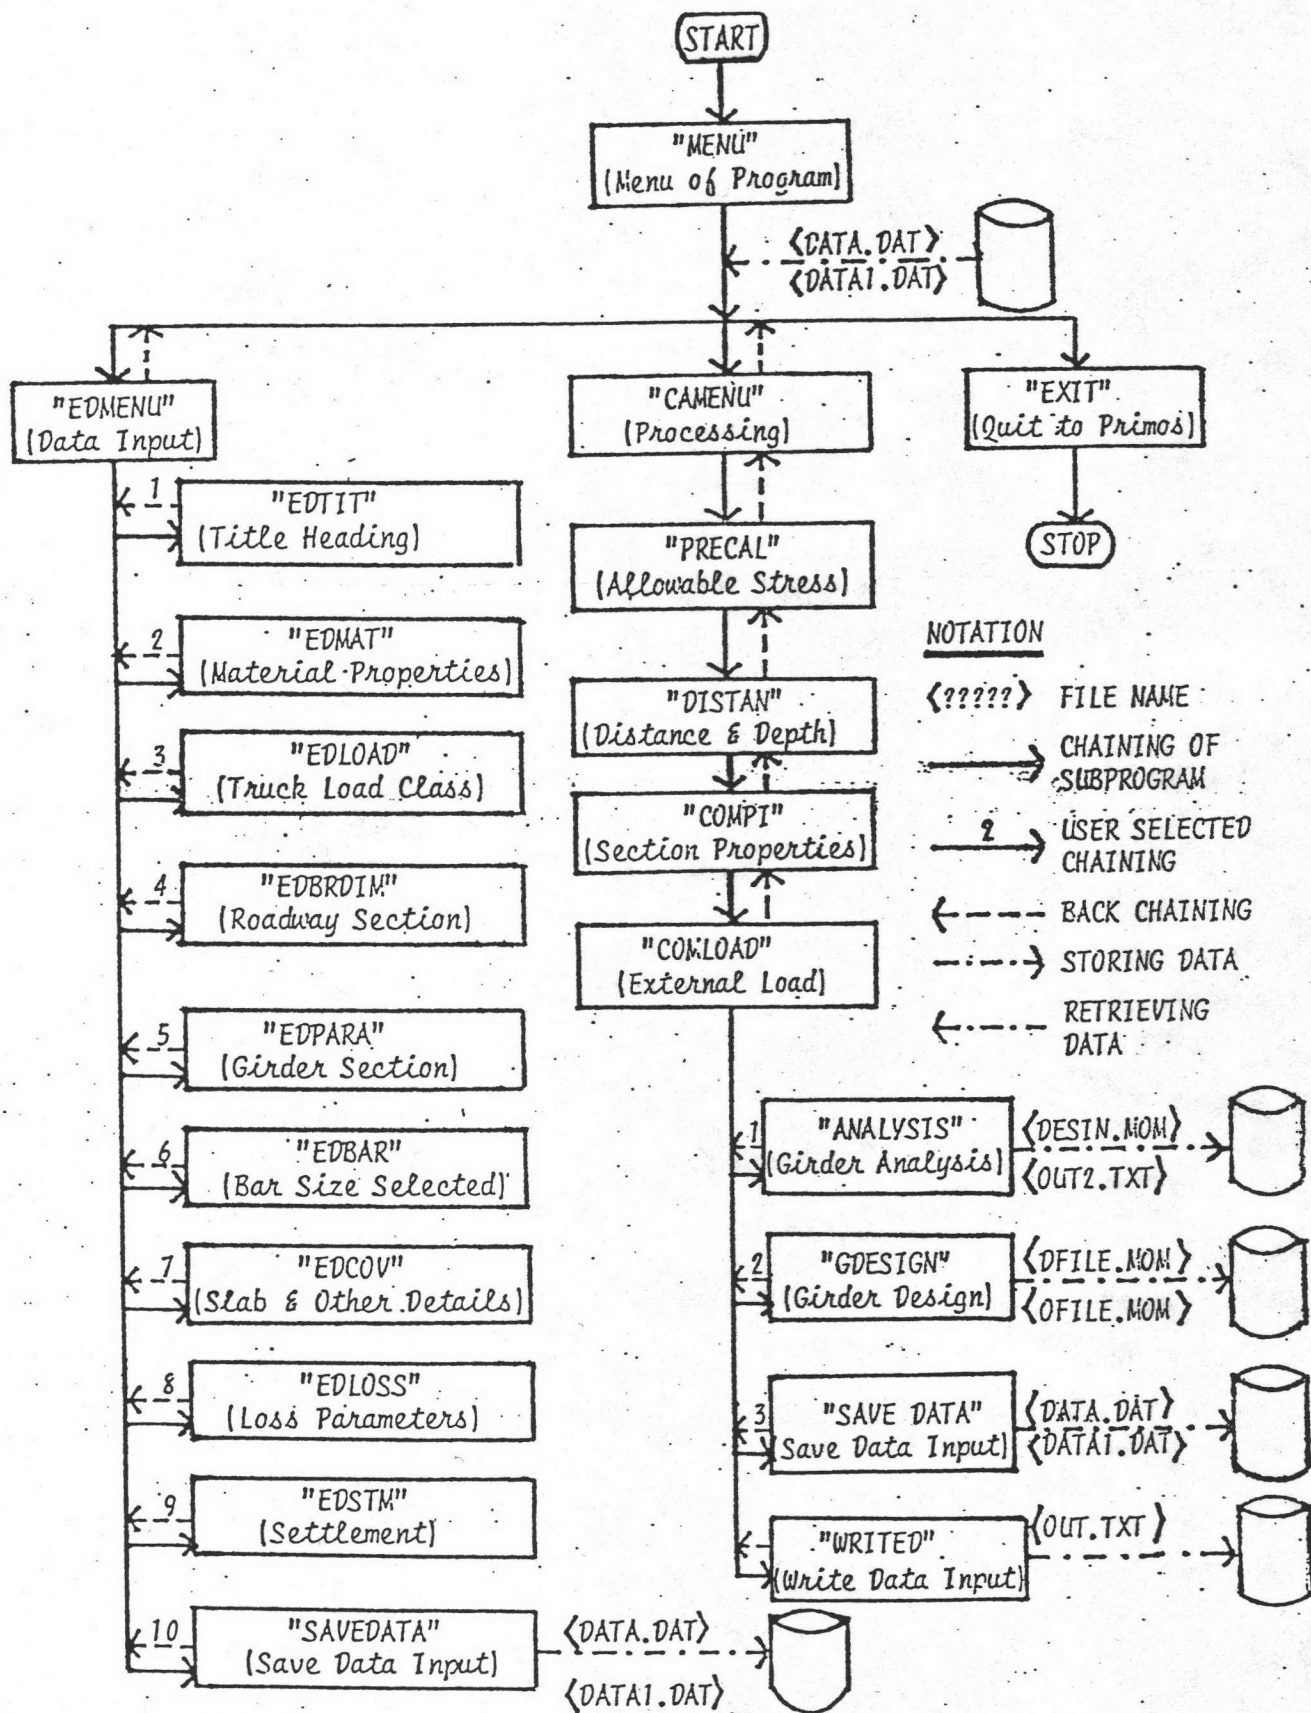 START
"MENU"
(Menu of Program)
<DATA.DAT>
<DATA1.DAT>
"EDMENU"
(Data Input)
"CAMENU"
(Processing)
"EXIT"
(Quit to Primos)
STOP
1
"EDTIT"
(Title Heading)
2
"EDMAT"
(Material Properties)
3
"EDLOAD"
(Truck Load Class)
4
"EDBRDIM"
(Roadway Section)
5
"EDPARA"
(Girder Section)
6
"EDBAR"
(Bar Size Selected)
7
"EDCOV"
(Slab & Other Details)
8
"EDLOSS"
(Loss Parameters)
9
"EDSTM"
(Settlement)
10
"SAVEDATA"
(Save Data Input)
<DATA.DAT>
<DATA1.DAT>
"PRECAL"
(Allowable Stress)
"DISTAN"
(Distance & Depth)
"COMPI"
(Section Properties)
"COMLOAD"
(External Load)
NOTATION
<?????> FILE NAME
CHAINING OF
SUBPROGRAM
2 USER SELECTED
CHAINING
BACK CHAINING
STORING DATA
RETRIEVING
DATA
1
"ANALYSIS"
(Girder Analysis)
<DESIN.MOM>
<OUT2.TXT>
2
"GDESIGN"
(Girder Design)
<DFILE.MOM>
<OFILE.MOM>
3
"SAVE DATA"
(Save Data Input)
<DATA.DAT>
<DATA1.DAT>
"WRITED"
(Write Data Input)
<OUT.TXT>